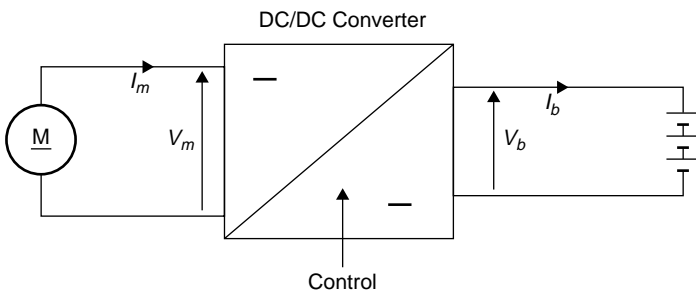 DC/DC Converter
I_m
M
V_m
V_b
I_b
Control